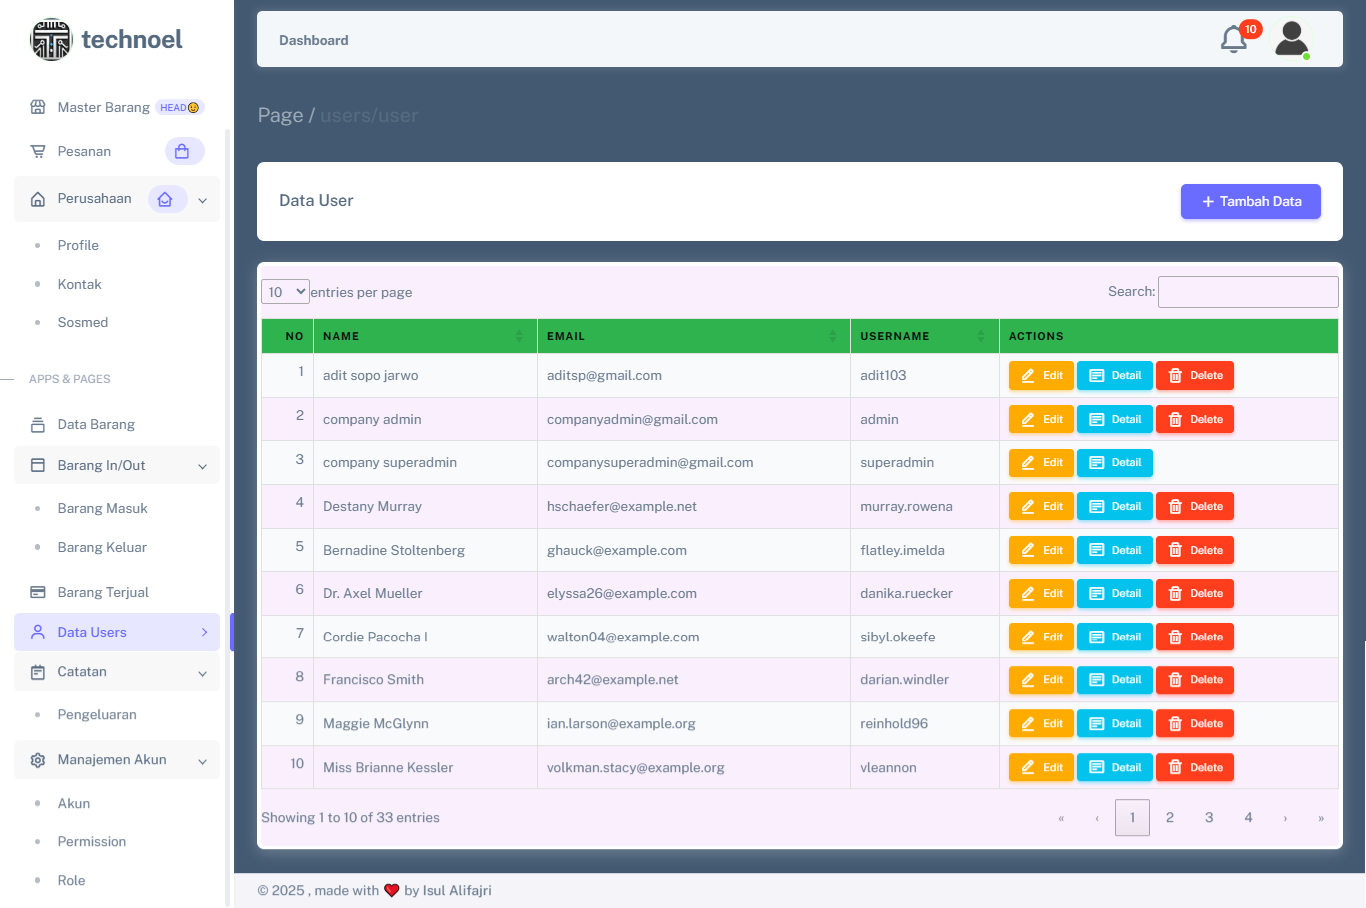 technoel
Master Barang HEAD😉
Pesanan
Perusahaan
Profile
Kontak
Sosmed
APPS & PAGES
Data Barang
Barang In/Out
Barang Masuk
Barang Keluar
Barang Terjual
Data Users
Catatan
Pengeluaran
Manajemen Akun
Akun
Permission
Role
Dashboard 10
Page / users/user
Data User + Tambah Data
10 entries per page Search:
NO NAME EMAIL USERNAME ACTIONS
1 adit sopo jarwo aditsp@gmail.com adit103 Edit Detail Delete
2 company admin companyadmin@gmail.com admin Edit Detail Delete
3 company superadmin companysuperadmin@gmail.com superadmin Edit Detail
4 Destany Murray hschaefer@example.net murray.rowena Edit Detail Delete
5 Bernadine Stoltenberg ghauck@example.com flatley.imelda Edit Detail Delete
6 Dr. Axel Mueller elyssa26@example.com danika.ruecker Edit Detail Delete
7 Cordie Pacocha I walton04@example.com sibyl.okeefe Edit Detail Delete
8 Francisco Smith arch42@example.net darian.windler Edit Detail Delete
9 Maggie McGlynn ian.larson@example.org reinhold96 Edit Detail Delete
10 Miss Brianne Kessler volkman.stacy@example.org vleannon Edit Detail Delete
Showing 1 to 10 of 33 entries « ‹ 1 2 3 4 › »
© 2025 , made with ❤️ by Isul Alifajri